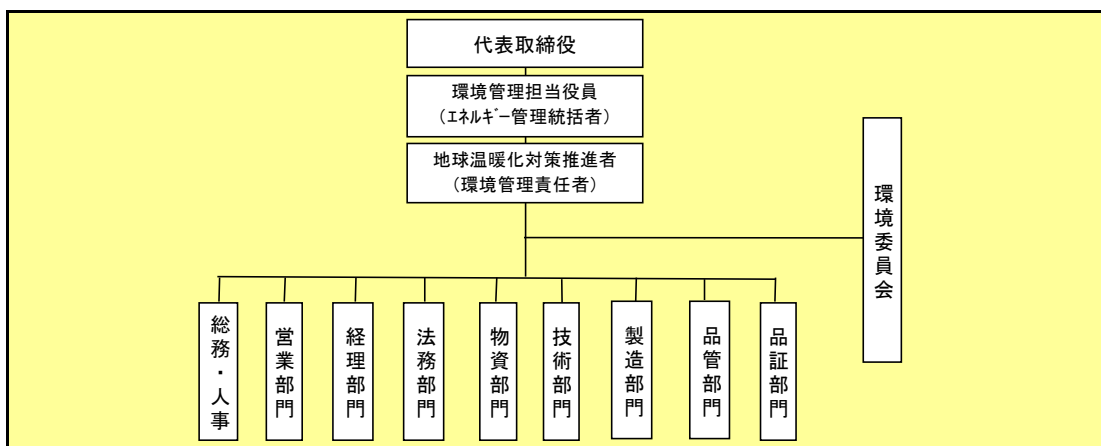 代表取締役
環境管理担当役員
（ｴﾈﾙｷﾞｰ管理統括者）
地球温暖化対策推進者
（環境管理責任者）
環境委員会
総務・人事
営業部門
経理部門
法務部門
物資部門
技術部門
製造部門
品管部門
品証部門